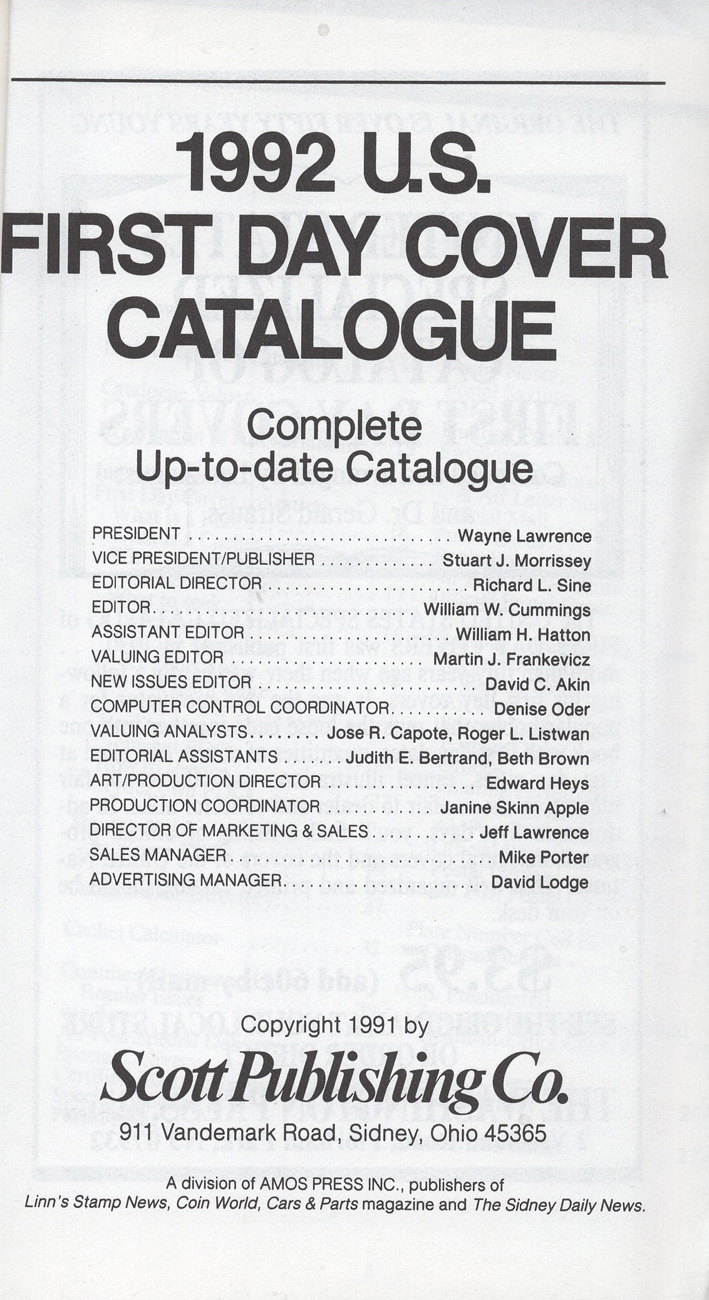 1992 U.S.
FIRST DAY COVER
CATALOGUE
Complete
Up-to-date Catalogue
PRESIDENT . . . . . . . . . . . . . . . . . . . . . . . . . . . . Wayne Lawrence
VICE PRESIDENT/PUBLISHER . . . . . . . . . . . . Stuart J. Morrissey
EDITORIAL DIRECTOR . . . . . . . . . . . . . . . . . . . . . . Richard L. Sine
EDITOR . . . . . . . . . . . . . . . . . . . . . . . . . . . . William W. Cummings
ASSISTANT EDITOR . . . . . . . . . . . . . . . . . . . . . William H. Hatton
VALUING EDITOR . . . . . . . . . . . . . . . . . . . . Martin J. Frankevicz
NEW ISSUES EDITOR . . . . . . . . . . . . . . . . . . . . . . . David C. Akin
COMPUTER CONTROL COORDINATOR . . . . . . . . . . Denise Oder
VALUING ANALYSTS . . . . . . . . Jose R. Capote, Roger L. Listwan
EDITORIAL ASSISTANTS . . . . . . . Judith E. Bertrand, Beth Brown
ART/PRODUCTION DIRECTOR . . . . . . . . . . . . . . . . . Edward Heys
PRODUCTION COORDINATOR . . . . . . . . . . . . Janine Skinn Apple
DIRECTOR OF MARKETING & SALES . . . . . . . . . . . Jeff Lawrence
SALES MANAGER . . . . . . . . . . . . . . . . . . . . . . . . . . . Mike Porter
ADVERTISING MANAGER . . . . . . . . . . . . . . . . . . . . . David Lodge
Copyright 1991 by
Scott Publishing Co.
911 Vandemark Road, Sidney, Ohio 45365
A division of AMOS PRESS INC., publishers of
Linn's Stamp News, Coin World, Cars & Parts magazine and The Sidney Daily News.